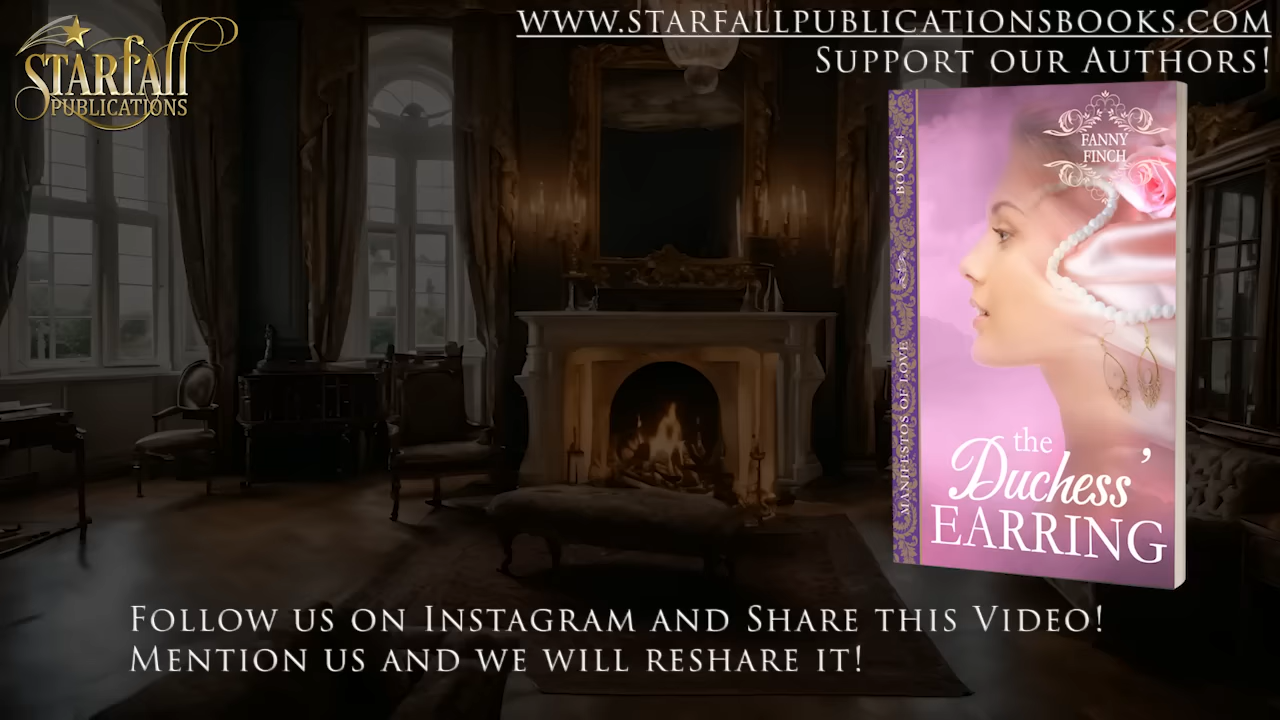 STARfall
PUBLICATIONS
WWW.STARFALLPUBLICATIONSBOOKS.COM
SUPPORT OUR AUTHORS!
FANNY
FINCH
BOOK 4
MANIFESTOS OF LOVE
the
Duchess'
EARRING
FOLLOW US ON INSTAGRAM AND SHARE THIS VIDEO!
MENTION US AND WE WILL RESHARE IT!